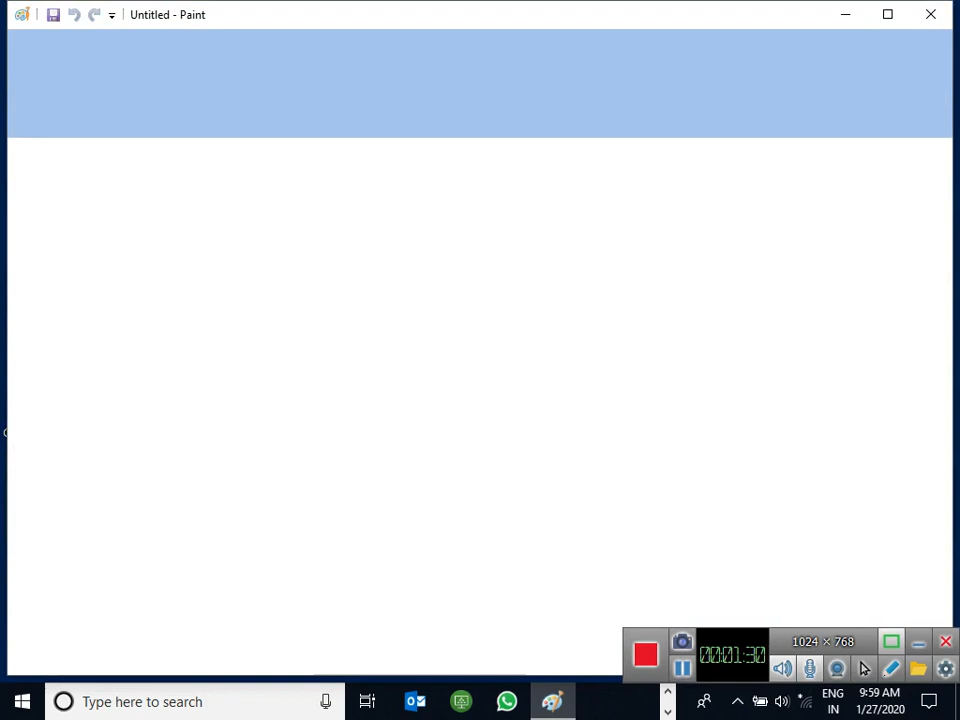 Untitled - Paint
1024 × 768
00:01:30
Type here to search
ENG
IN
9:59 AM
1/27/2020